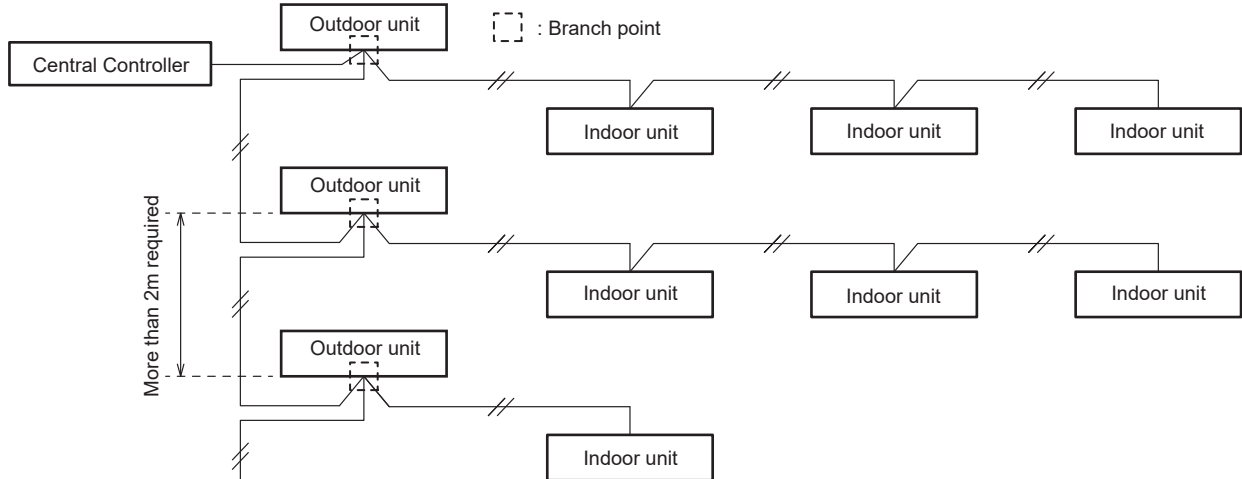 Outdoor unit
: Branch point
Central Controller
Indoor unit
Indoor unit
Indoor unit
Outdoor unit
More than 2m required
Indoor unit
Indoor unit
Indoor unit
Outdoor unit
Indoor unit